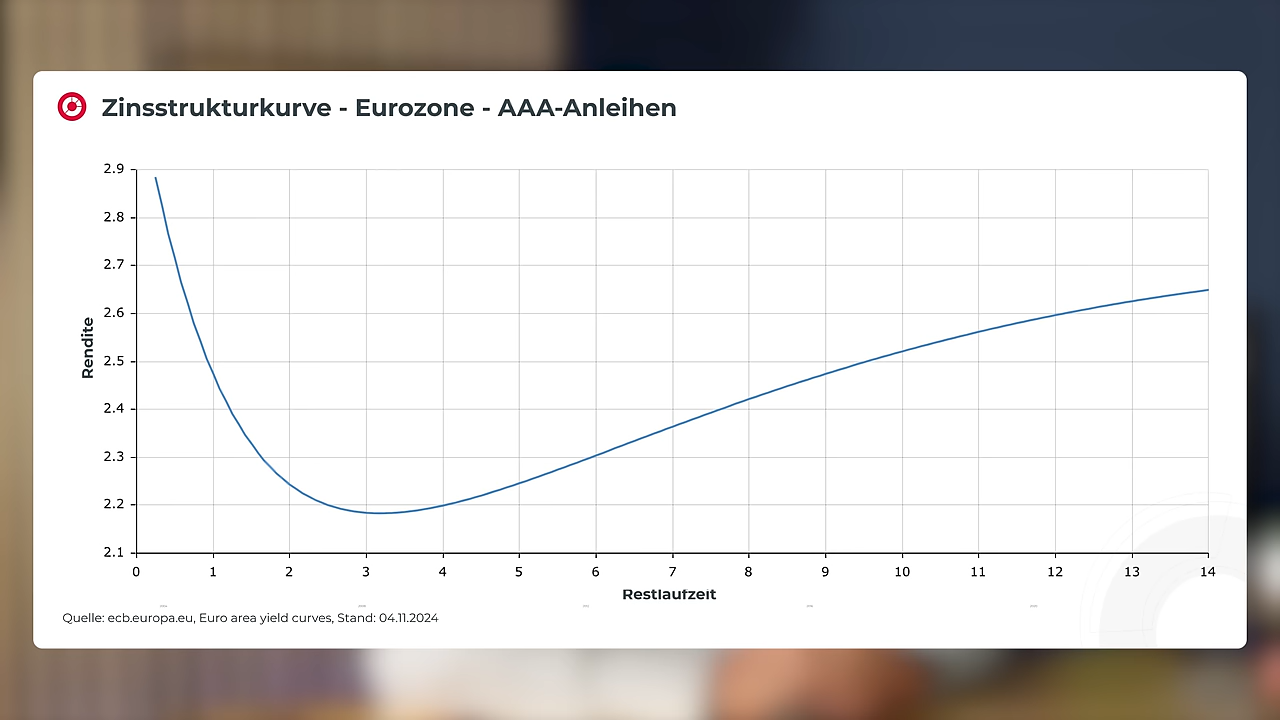 Zinsstrukturkurve - Eurozone - AAA-Anleihen
2.9
2.8
2.7
2.6
2.5
2.4
2.3
2.2
2.1
Rendite
0 1 2 3 4 5 6 7 8 9 10 11 12 13 14
Restlaufzeit
Quelle: ecb.europa.eu, Euro area yield curves, Stand: 04.11.2024